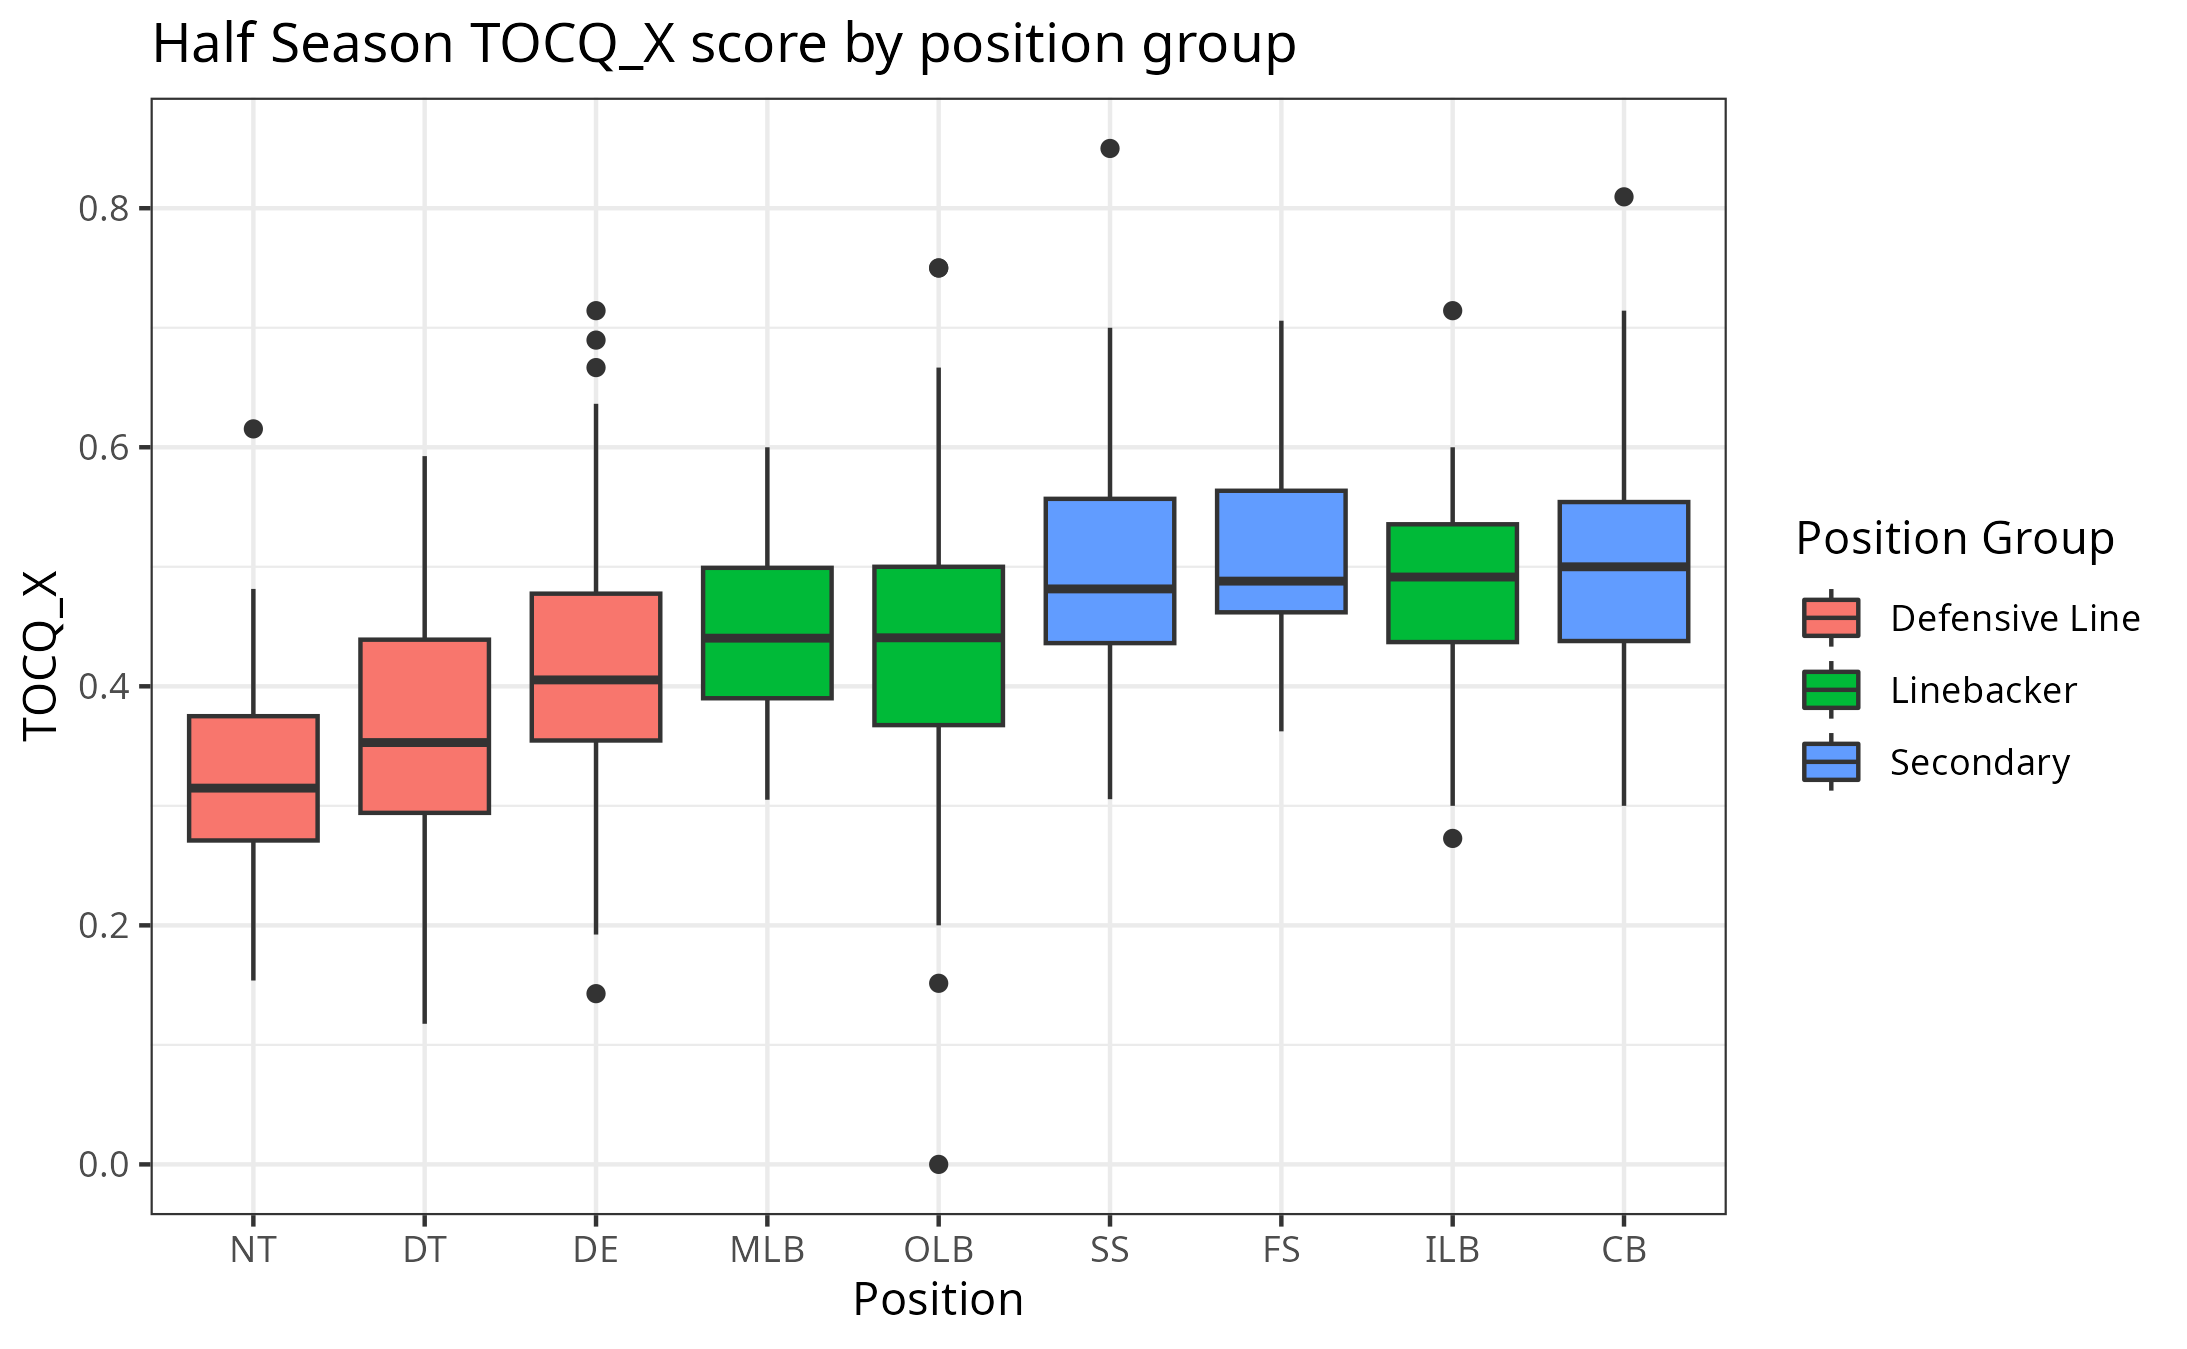 Half Season TOCQ_X score by position group
TOCQ_X
0.8
0.6
0.4
0.2
0.0
NT DT DE MLB OLB SS FS ILB CB
Position
Position Group
Defensive Line
Linebacker
Secondary